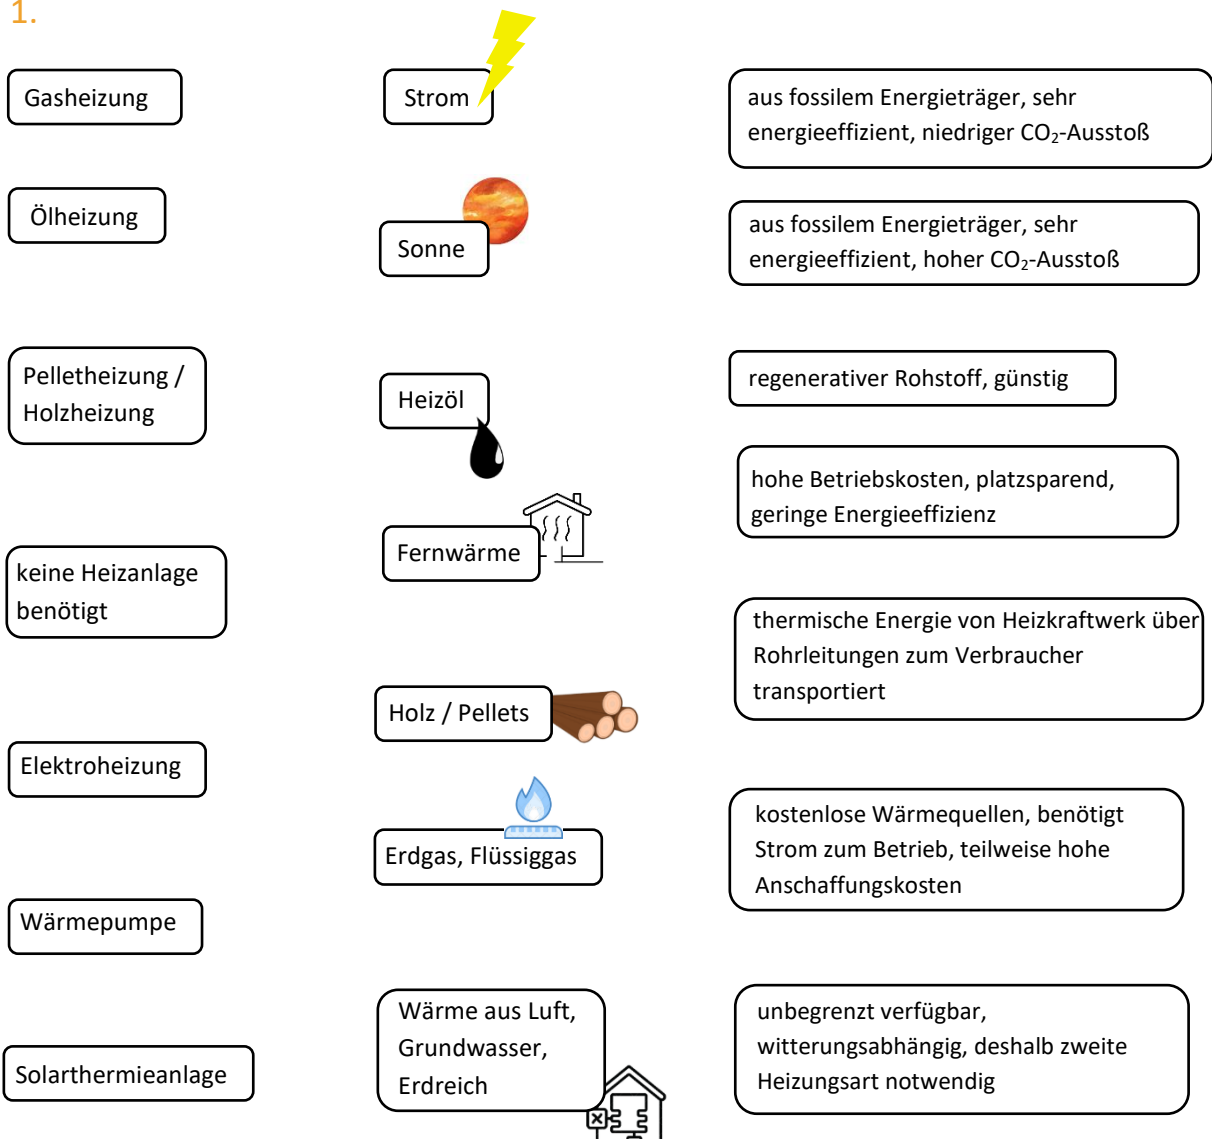 1.
Gasheizung
Strom
aus fossilem Energieträger, sehr
energieeffizient, niedriger CO₂-Ausstoß
Ölheizung
Sonne
aus fossilem Energieträger, sehr
energieeffizient, hoher CO₂-Ausstoß
Pelletheizung /
Holzheizung
Heizöl
regenerativer Rohstoff, günstig
hohe Betriebskosten, platzsparend,
geringe Energieeffizienz
keine Heizanlage
benötigt
Fernwärme
thermische Energie von Heizkraftwerk über
Rohrleitungen zum Verbraucher
transportiert
Holz / Pellets
Elektroheizung
Erdgas, Flüssiggas
kostenlose Wärmequellen, benötigt
Strom zum Betrieb, teilweise hohe
Anschaffungskosten
Wärmepumpe
Wärme aus Luft,
Grundwasser,
Erdreich
unbegrenzt verfügbar,
witterungsabhängig, deshalb zweite
Heizungsart notwendig
Solarthermieanlage